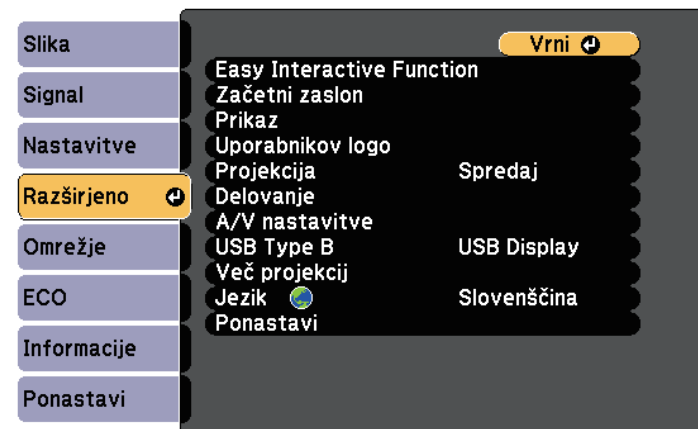 Slika
Signal
Nastavitve
Razširjeno
Omrežje
ECO
Informacije
Ponastavi
Vrni
Easy Interactive Function
Začetni zaslon
Prikaz
Uporabnikov logo
Projekcija Spredaj
Delovanje
A/V nastavitve
USB Type B USB Display
Več projekcij
Jezik Slovenščina
Ponastavi